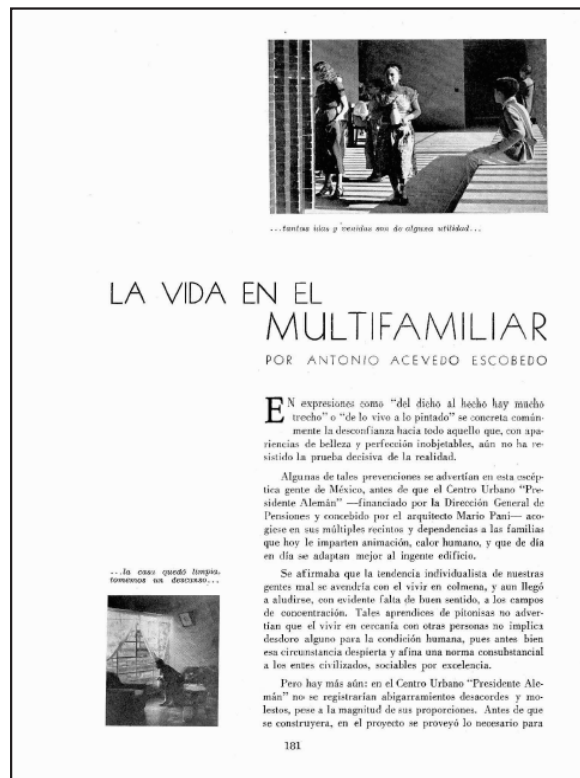 ...tantas idas y venidas son de alguna utilidad...
LA VIDA EN EL
MULTIFAMILIAR
POR ANTONIO ACEVEDO ESCOBEDO
EN expresiones como “del dicho al hecho hay mucho
trecho” o “de lo vivo a lo pintado” se concreta común-
mente la desconfianza hacia todo aquello que, con apa-
riencias de belleza y perfección inobjetables, aún no ha re-
sistido la prueba decisiva de la realidad.
Algunas de tales prevenciones se advertían en esta escép-
tica gente de México, antes de que el Centro Urbano “Pre-
sidente Alemán” —financiado por la Dirección General de
Pensiones y concebido por el arquitecto Mario Pani— aco-
giese en sus múltiples recintos y dependencias a las familias
que hoy le imparten animación, calor humano, y que de día
en día se adaptan mejor al ingente edificio.
...la casa quedó limpia.
tomemos un descanso...
Se afirmaba que la tendencia individualista de nuestras
gentes mal se avendría con el vivir en colmena, y aun llegó
a aludirse, con evidente falta de buen sentido, a los campos
de concentración. Tales aprendices de pitonisas no adver-
tían que el vivir en cercanía con otras personas no implica
desdoro alguno para la condición humana, pues antes bien
esa circunstancia despierta y afina una norma consubstancial
a los entes civilizados, sociables por excelencia.
Pero hay más aún: en el Centro Urbano “Presidente Ale-
mán” no se registrarían abigarramientos desacordes y mo-
lestos, pese a la magnitud de sus proporciones. Antes de que
se construyera, en el proyecto se proveyó lo necesario para
181